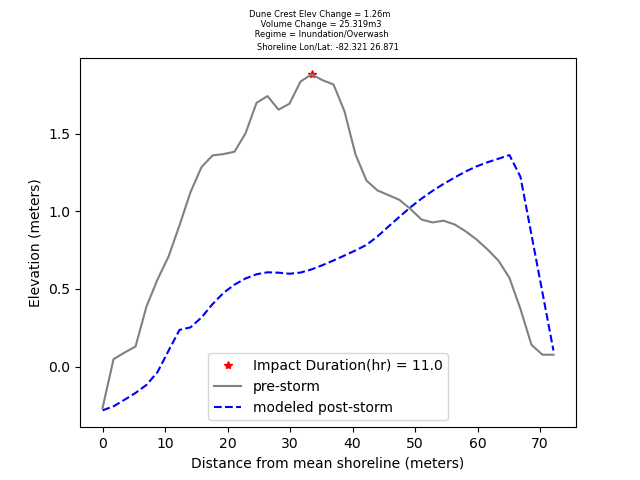 Dune Crest Elev Change = 1.26m
Volume Change = 25.319m3
Regime = Inundation/Overwash
Shoreline Lon/Lat: -82.321 26.871
Elevation (meters)
1.5
1.0
0.5
0.0
Impact Duration(hr) = 11.0
pre-storm
modeled post-storm
0 10 20 30 40 50 60 70
Distance from mean shoreline (meters)